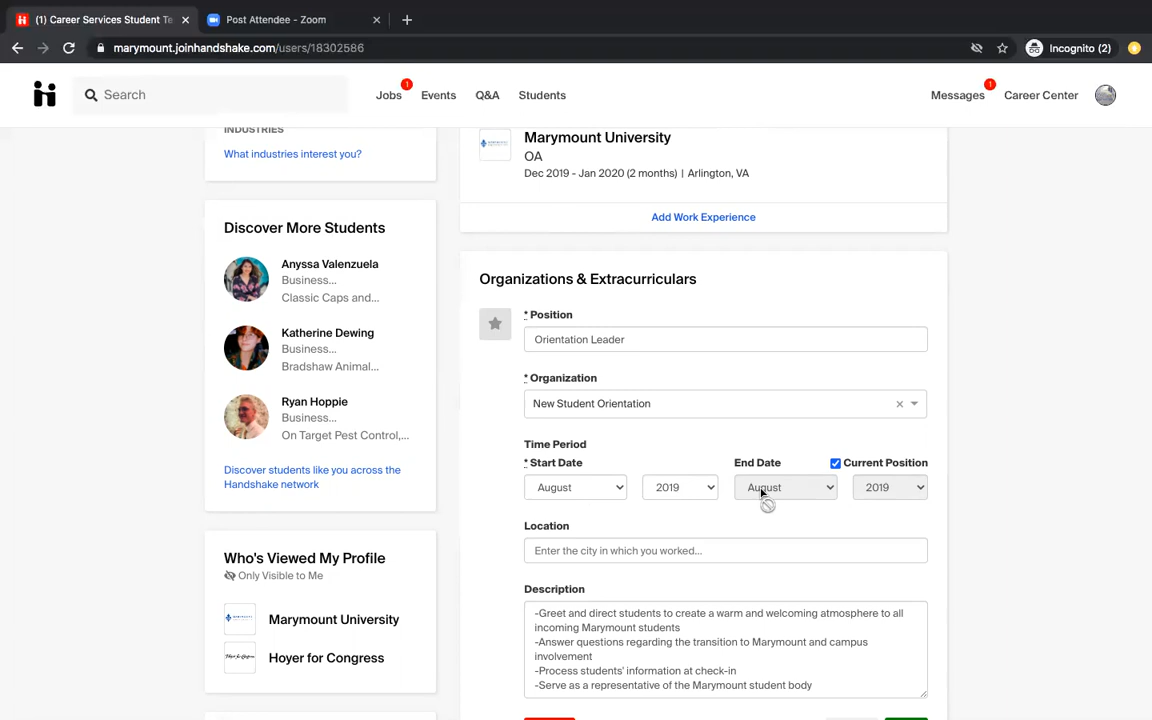 (1) Career Services Student Te
Post Attendee - Zoom
marymount.joinhandshake.com/users/18302586
Incognito (2)
Search
Jobs
1
Events
Q&A
Students
Messages
1
Career Center
INDUSTRIES
What industries interest you?
Discover More Students
Anyssa Valenzuela
Business...
Classic Caps and...
Katherine Dewing
Business...
Bradshaw Animal...
Ryan Hoppie
Business...
On Target Pest Control,...
Discover students like you across the
Handshake network
Who's Viewed My Profile
Only Visible to Me
Marymount University
Hoyer for Congress
Marymount University
OA
Dec 2019 - Jan 2020 (2 months) | Arlington, VA
Add Work Experience
Organizations & Extracurriculars
* Position
Orientation Leader
* Organization
New Student Orientation
Time Period
* Start Date
End Date
Current Position
August
2019
August
2019
Location
Enter the city in which you worked...
Description
-Greet and direct students to create a warm and welcoming atmosphere to all
incoming Marymount students
-Answer questions regarding the transition to Marymount and campus
involvement
-Process students' information at check-in
-Serve as a representative of the Marymount student body